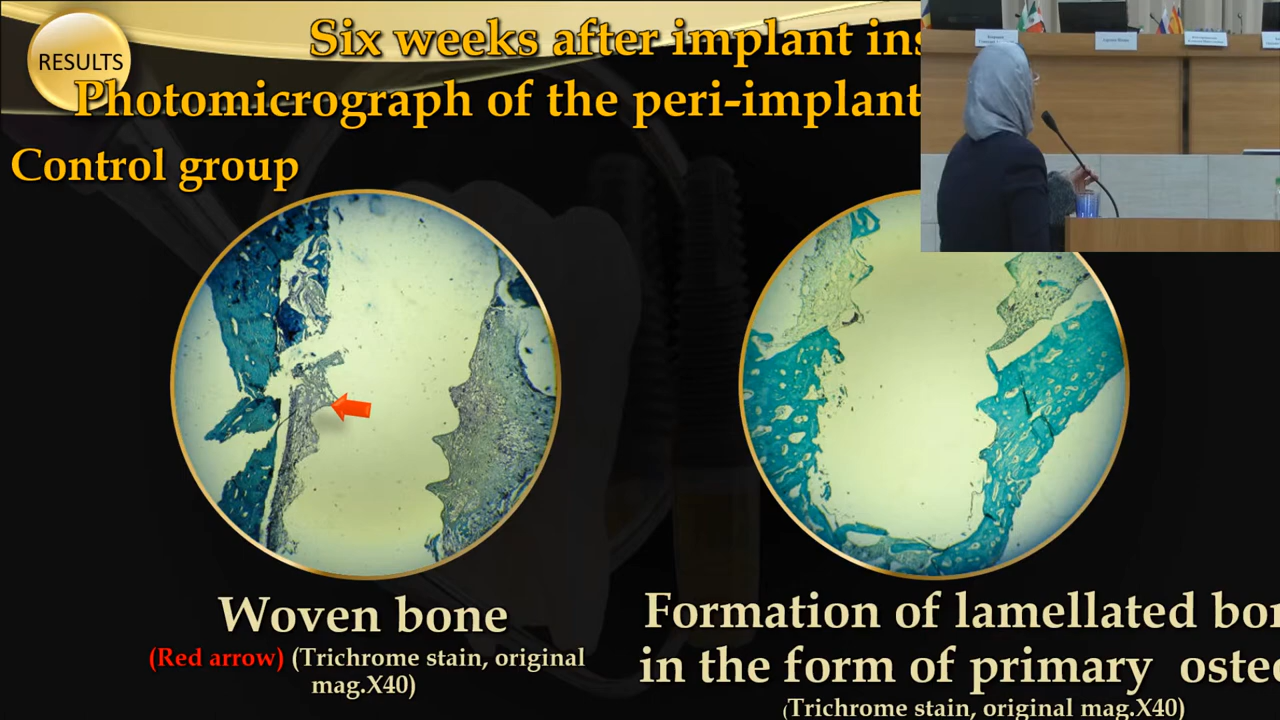 RESULTS
Six weeks after implant ins
Photomicrograph of the peri-implant
Control group
Woven bone
(Red arrow) (Trichrome stain, original
mag.X40)
Formation of lamellated bo
in the form of primary oste
(Trichrome stain, original mag.X40)